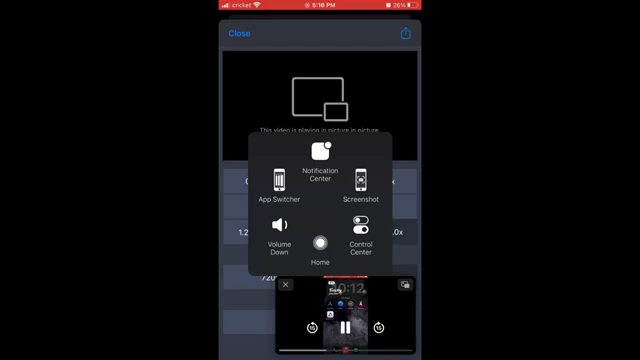 cricket 5:16 PM 26%
Close
This video is playing in picture in picture.
Notification
Center
App Switcher
Screenshot
1.2
.0x
Volume
Down
Control
Center
Home
720
10:12
15
15